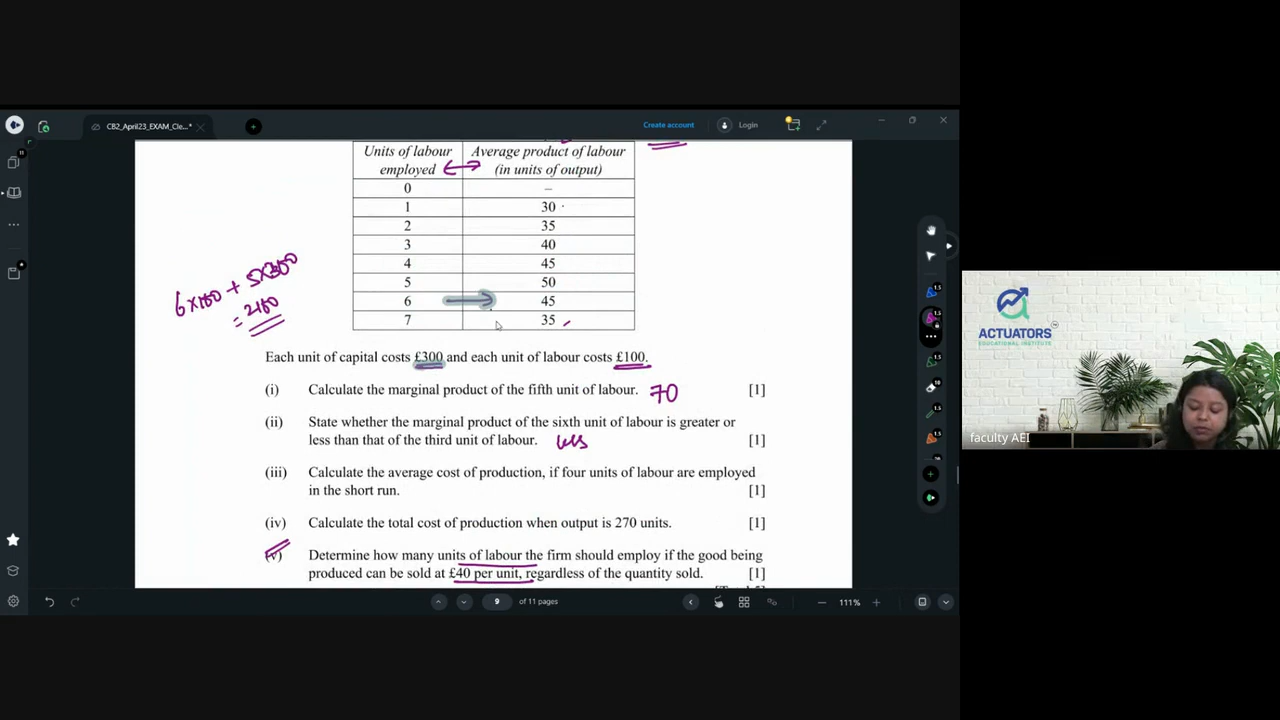 CB2_April23_EXAM_Cle...*
Create account
Login
Units of labour employed
Average product of labour (in units of output)
0 –
1 30
2 35
3 40
4 45
5 50
6 45
7 35
6x100 + 5x300
= 2100
Each unit of capital costs £300 and each unit of labour costs £100.
(i) Calculate the marginal product of the fifth unit of labour. 70 [1]
(ii) State whether the marginal product of the sixth unit of labour is greater or
less than that of the third unit of labour. less [1]
(iii) Calculate the average cost of production, if four units of labour are employed
in the short run. [1]
(iv) Calculate the total cost of production when output is 270 units. [1]
(v) Determine how many units of labour the firm should employ if the good being
produced can be sold at £40 per unit, regardless of the quantity sold. [1]
9 of 11 pages
111%
ACTUATORS
EDUCATIONAL INSTITUTE
faculty AEI